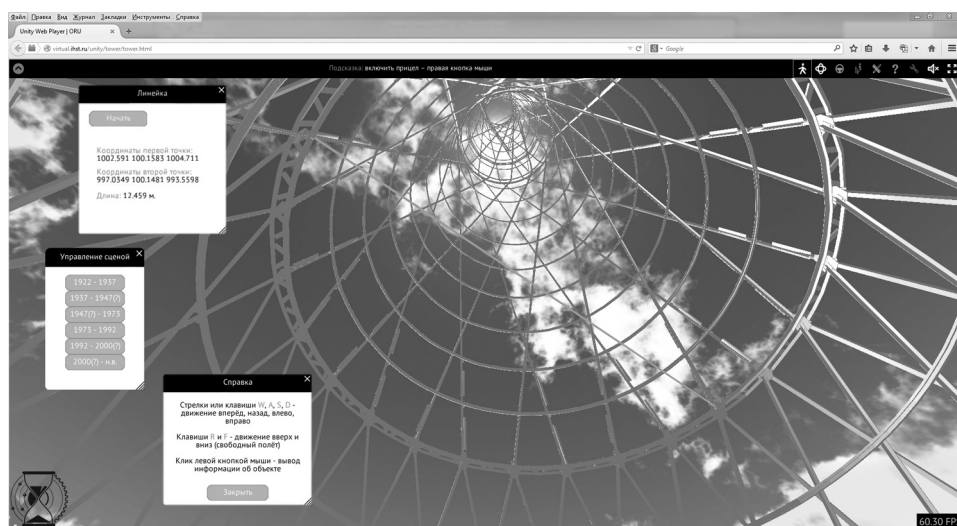 Файл Правка Вид Журнал Закладки Инструменты Справка
Unity Web Player | ORU
virtual.ihst.ru/unity/tower/tower.html
Google
Подсказка: включить прицел – правая кнопка мыши
Линейка
Начать
Координаты первой точки:
1002.591 100.1583 1004.711
Координаты второй точки:
997.0349 100.1481 993.5598
Длина: 12.459 м.
Управление сценой
1922 - 1937
1937 - 1947(?)
1947(?) - 1973
1973 - 1992
1992 - 2000(?)
2000(?) - н.в.
Справка
Стрелки или клавиши W, A, S, D -
движение вперёд, назад, влево,
вправо
Клавиши R и F - движение вверх и
вниз (свободный полёт)
Клик левой кнопкой мыши - вывод
информации об объекте
Закрыть
60.30 FP